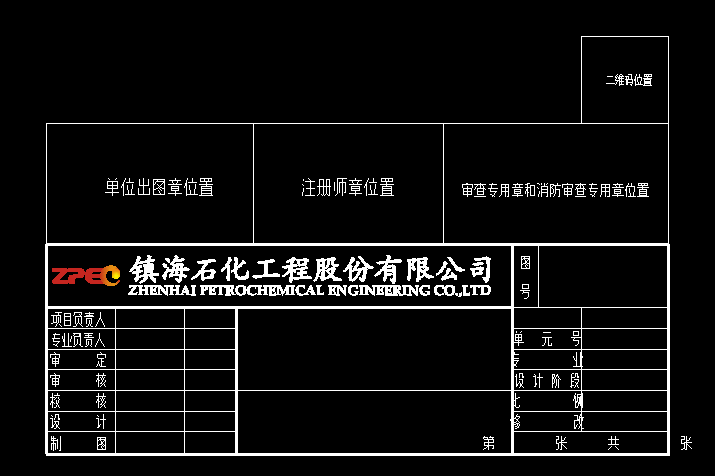 二维码位置
单位出图章位置 注册师章位置 审查专用章和消防审查专用章位置
ZPEC 镇海石化工程股份有限公司
ZHENHAI PETROCHEMICAL ENGINEERING CO.,LTD
图号
项目负责人
专业负责人 单元号
审定 专业
审核 设计阶段
校核 比例
设计 修改
制图 第 张 共 张